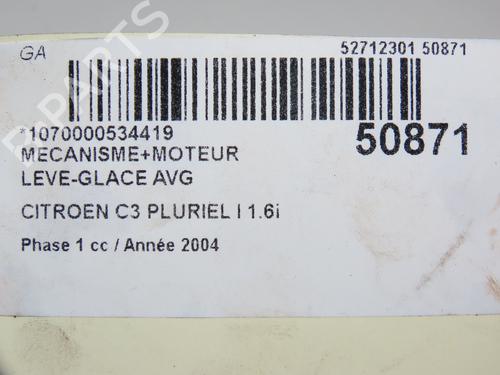 GA
52712301 50871
*1070000534419
50871
MECANISME+MOTEUR
LEVE-GLACE AVG
CITROEN C3 PLURIEL I 1.6i
Phase 1 cc / Année 2004
B-PARTS